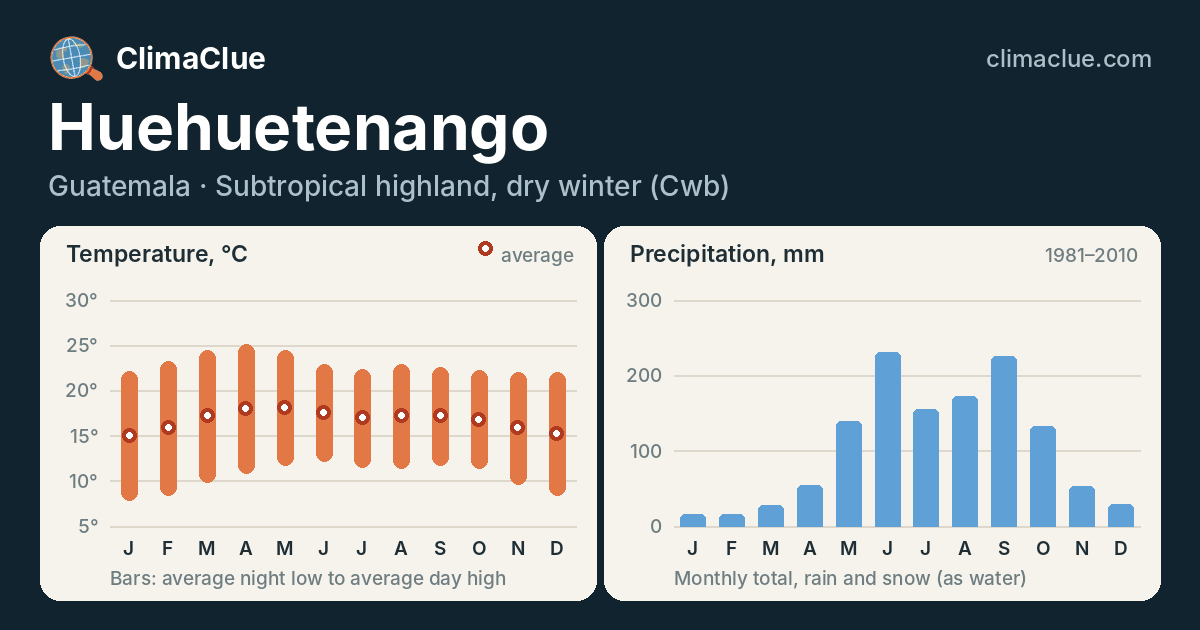 ClimaClue
climaclue.com
Huehuetenango
Guatemala · Subtropical highland, dry winter (Cwb)
Temperature, °C
average
30°
25°
20°
15°
10°
5°
J F M A M J J A S O N D
Bars: average night low to average day high
Precipitation, mm
1981–2010
300
200
100
0
J F M A M J J A S O N D
Monthly total, rain and snow (as water)